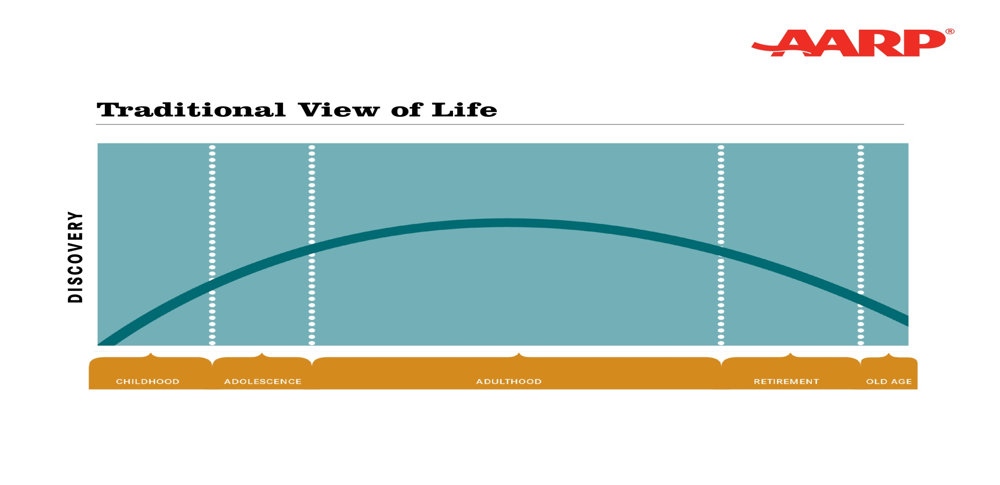 AARP®
Traditional View of Life
DISCOVERY
CHILDHOOD
ADOLESCENCE
ADULTHOOD
RETIREMENT
OLD AGE